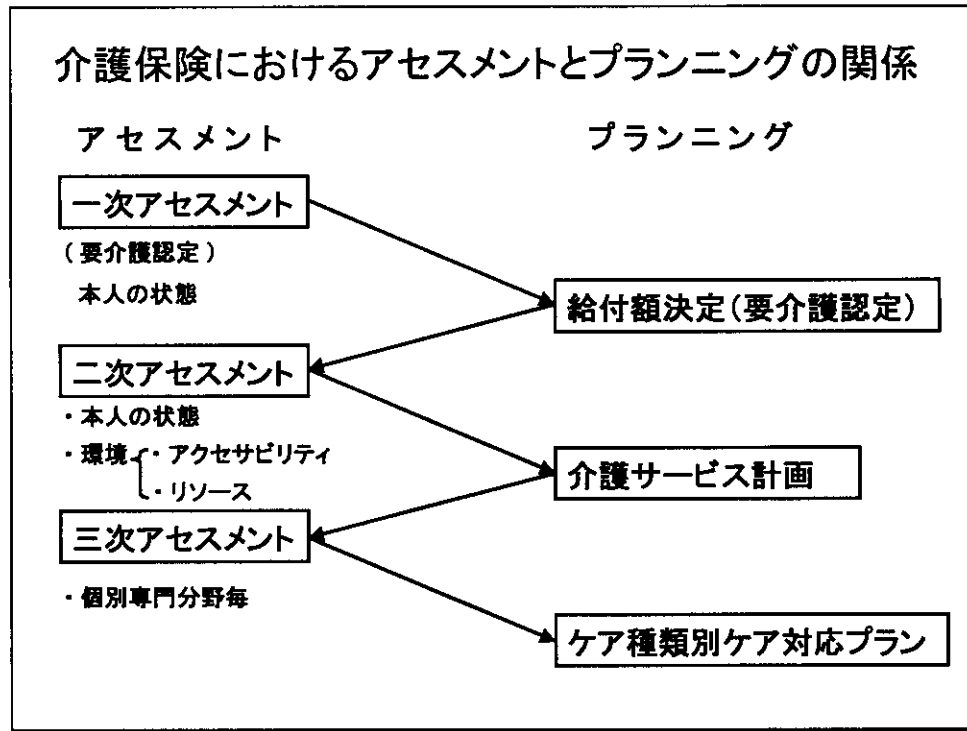 介護保険におけるアセスメントとプランニングの関係
アセスメント
プランニング
一次アセスメント
(要介護認定)
本人の状態
給付額決定(要介護認定)
二次アセスメント
・本人の状態
・環境 ・アクセサビリティ
・リソース
介護サービス計画
三次アセスメント
・個別専門分野毎
ケア種類別ケア対応プラン